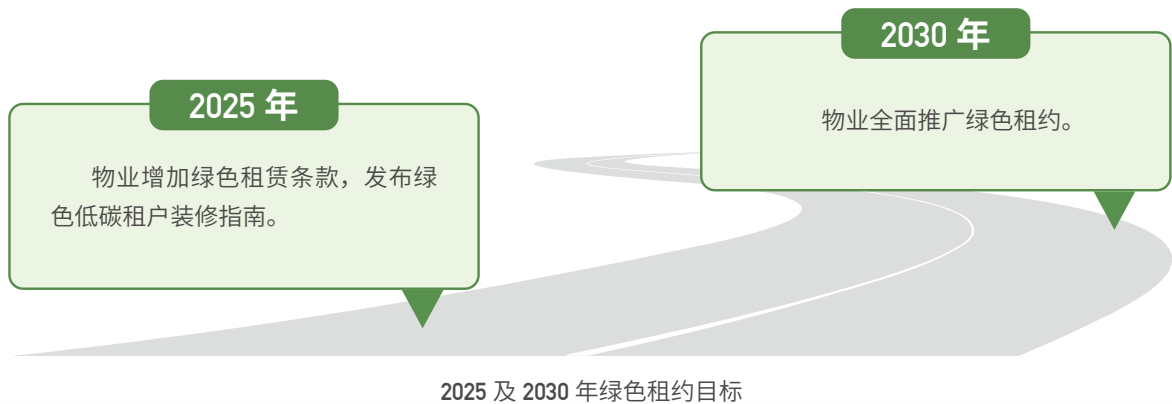 2025 年
物业增加绿色租赁条款，发布绿
色低碳租户装修指南。
2030 年
物业全面推广绿色租约。
2025 及 2030 年绿色租约目标